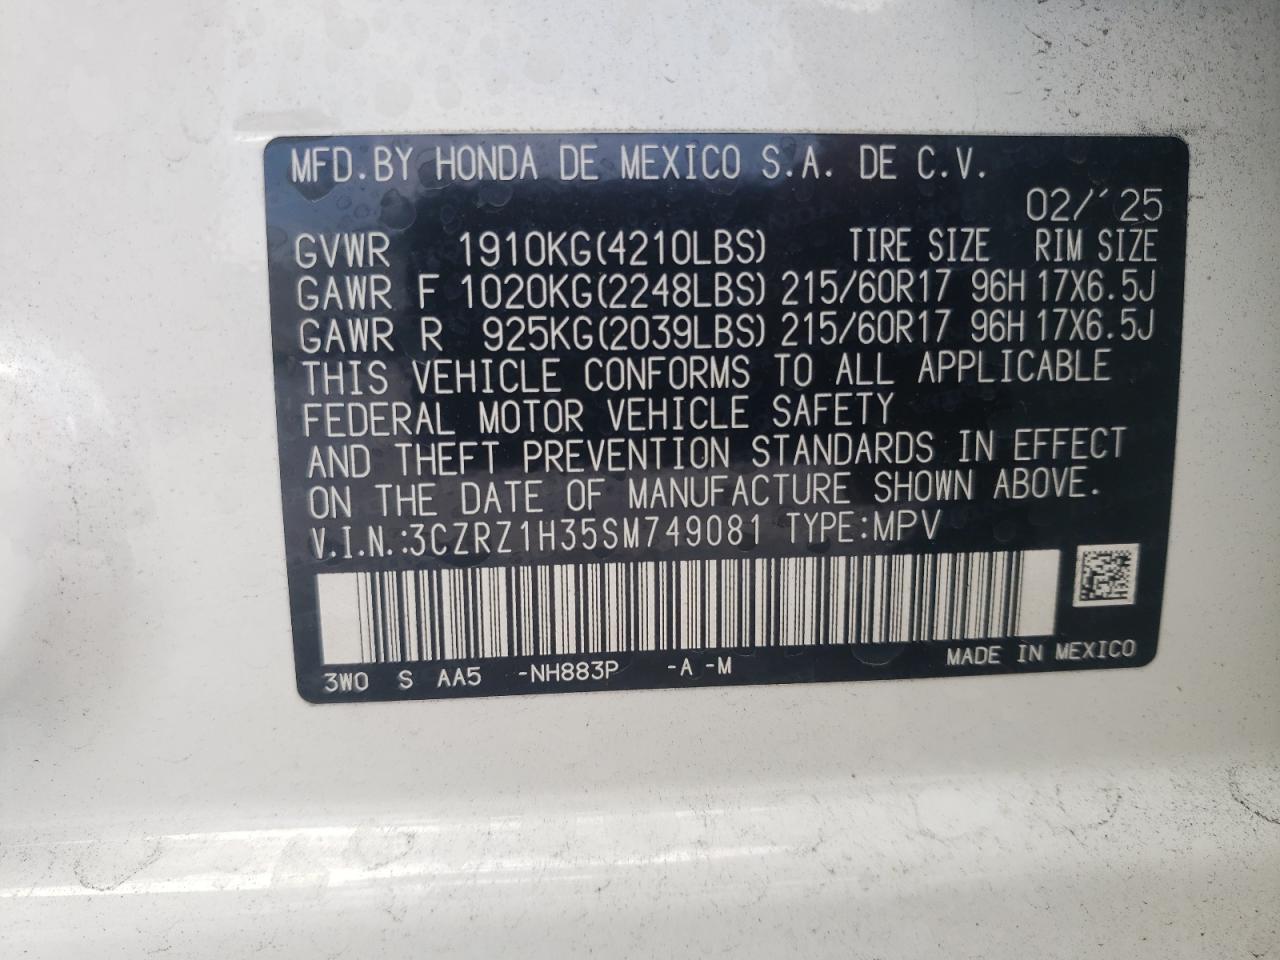 MFD.BY HONDA DE MEXICO S.A. DE C.V.
02/'25
GVWR 1910KG(4210LBS) TIRE SIZE RIM SIZE
GAWR F 1020KG(2248LBS) 215/60R17 96H 17X6.5J
GAWR R 925KG(2039LBS) 215/60R17 96H 17X6.5J
THIS VEHICLE CONFORMS TO ALL APPLICABLE
FEDERAL MOTOR VEHICLE SAFETY
AND THEFT PREVENTION STANDARDS IN EFFECT
ON THE DATE OF MANUFACTURE SHOWN ABOVE.
V.I.N.:3CZRZ1H35SM749081 TYPE:MPV
3W0 S AA5 -NH883P -A -M MADE IN MEXICO